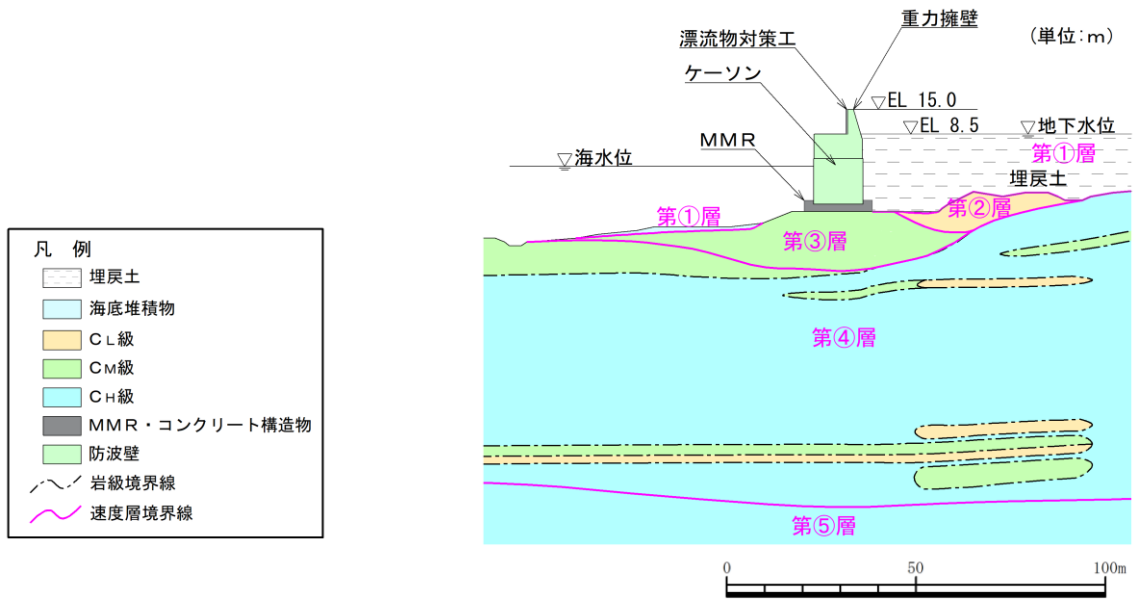 重力擁壁
漂流物対策工
(単位:m)
ケーソン
▽EL 15.0
▽EL 8.5
▽地下水位
MMR
▽海水位
第①層
埋戻土
第①層
第②層
第③層
第④層
第⑤層
凡 例
埋戻土
海底堆積物
CL級
CM級
CH級
MMR・コンクリート構造物
防波壁
岩級境界線
速度層境界線
0 50 100m